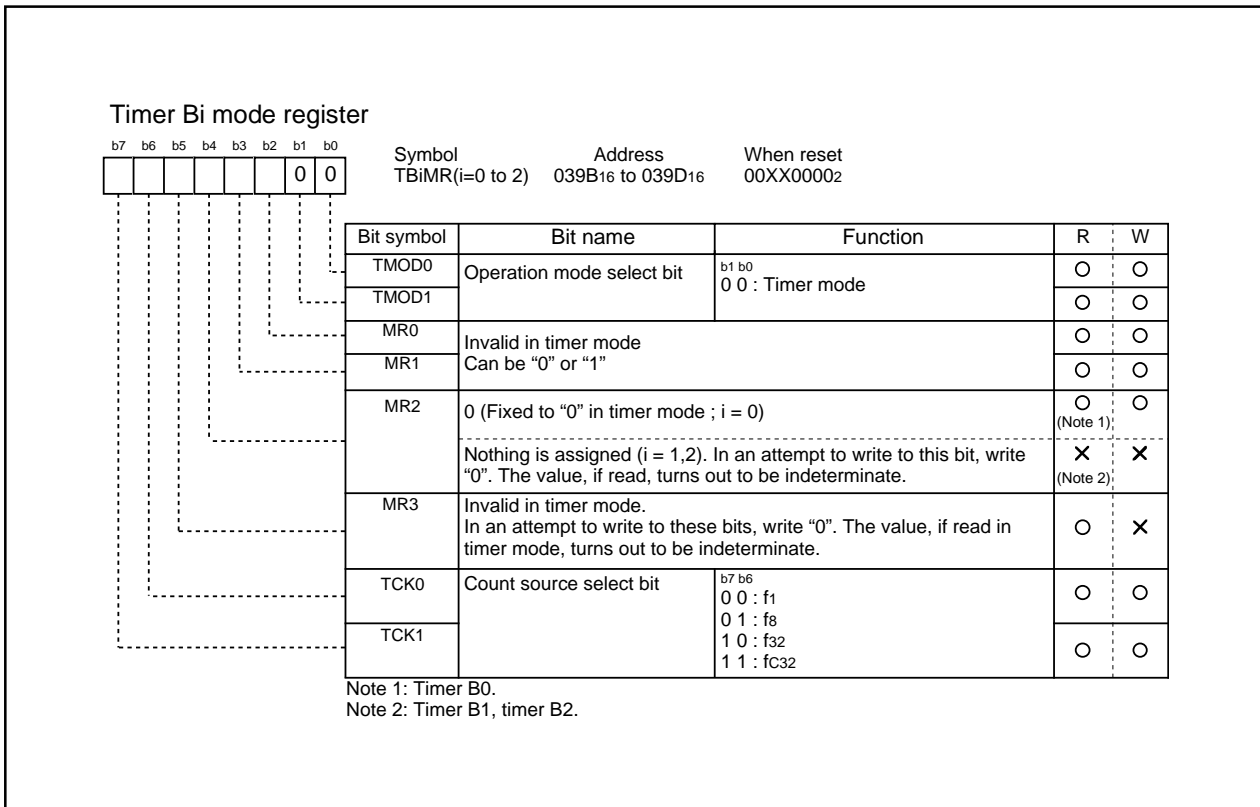 Timer Bi mode register
b7 b6 b5 b4 b3 b2 b1 b0
0 0
Symbol Address When reset
TBiMR(i=0 to 2) 039B16 to 039D16 00XX00002
Bit symbol Bit name Function R W
TMOD0 Operation mode select bit b1 b0
0 0 : Timer mode
TMOD1
MR0 Invalid in timer mode
Can be “0” or “1”
MR1
MR2 0 (Fixed to “0” in timer mode ; i = 0)
(Note 1)
Nothing is assigned (i = 1,2). In an attempt to write to this bit, write
“0”. The value, if read, turns out to be indeterminate.
(Note 2)
MR3 Invalid in timer mode.
In an attempt to write to these bits, write “0”. The value, if read in
timer mode, turns out to be indeterminate.
TCK0 Count source select bit b7 b6
0 0 : f1
0 1 : f8
TCK1 1 0 : f32
1 1 : fC32
Note 1: Timer B0.
Note 2: Timer B1, timer B2.